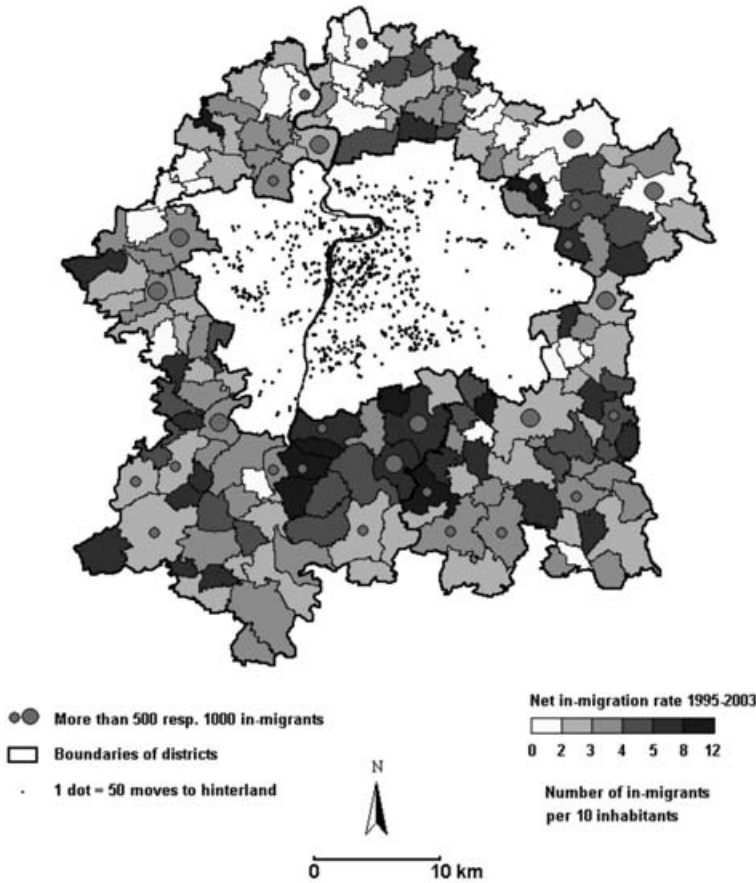 More than 500 resp. 1000 in-migrants
Boundaries of districts
1 dot = 50 moves to hinterland
N
0 10 km
Net in-migration rate 1995-2003
0 2 3 4 5 8 12
Number of in-migrants
per 10 inhabitants